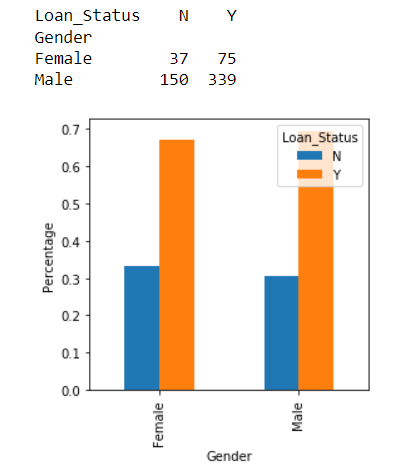 Loan_Status N Y
Gender
Female 37 75
Male 150 339
0.7
0.6
0.5
0.4
0.3
0.2
0.1
0.0
Percentage
Loan_Status
N
Y
Female
Male
Gender